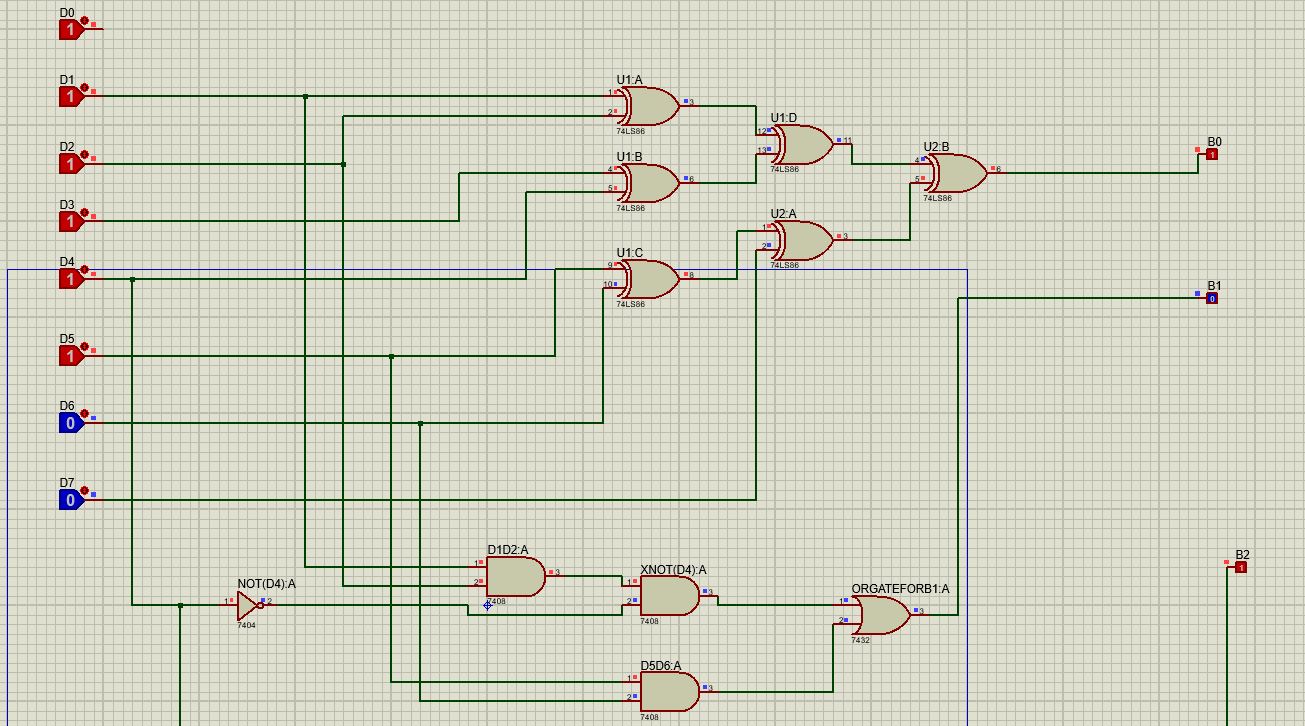 D0
1
D1
1
U1:A
1 3
2
74LS86
U1:D
12 11
13
74LS86
D2
1
U1:B
4 6
5
74LS86
U2:B
4 6
5
74LS86
B0
1
D3
1
U2:A
1 3
2
74LS86
D4
1
U1:C
9 8
10
74LS86
B1
0
D5
1
D6
0
D7
0
D1D2:A
1 3
2
7408
B2
1
NOT(D4):A
1 2
7404
XNOT(D4):A
1 3
2
7408
ORGATEFORB1:A
1 3
2
7432
D5D6:A
1 3
2
7408